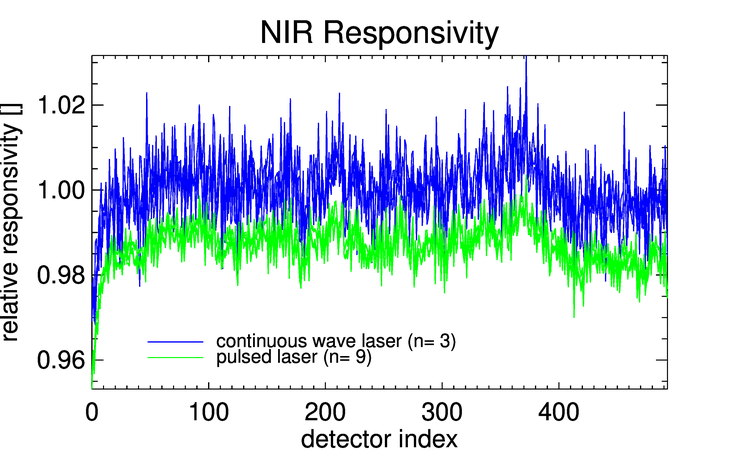 NIR Responsivity
relative responsivity []
1.02
1.00
0.98
0.96
continuous wave laser (n= 3)
pulsed laser (n= 9)
0 100 200 300 400
detector index